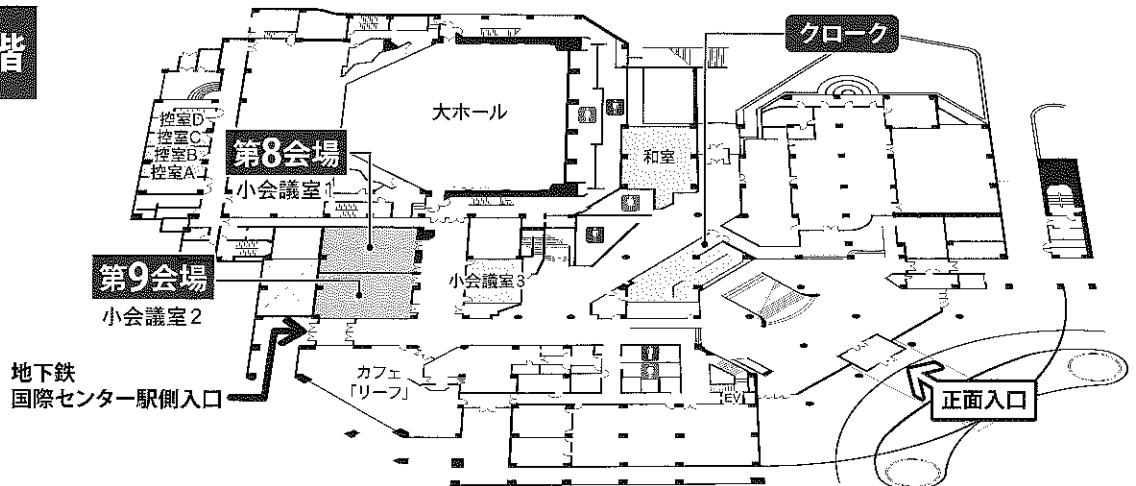 階
クローク
大ホール
控室D
控室C
控室B
控室A
第8会場
小会議室1
和室
第9会場
小会議室2
小会議室3
地下鉄
国際センター駅側入口
カフェ
「リーフ」
EV
正面入口